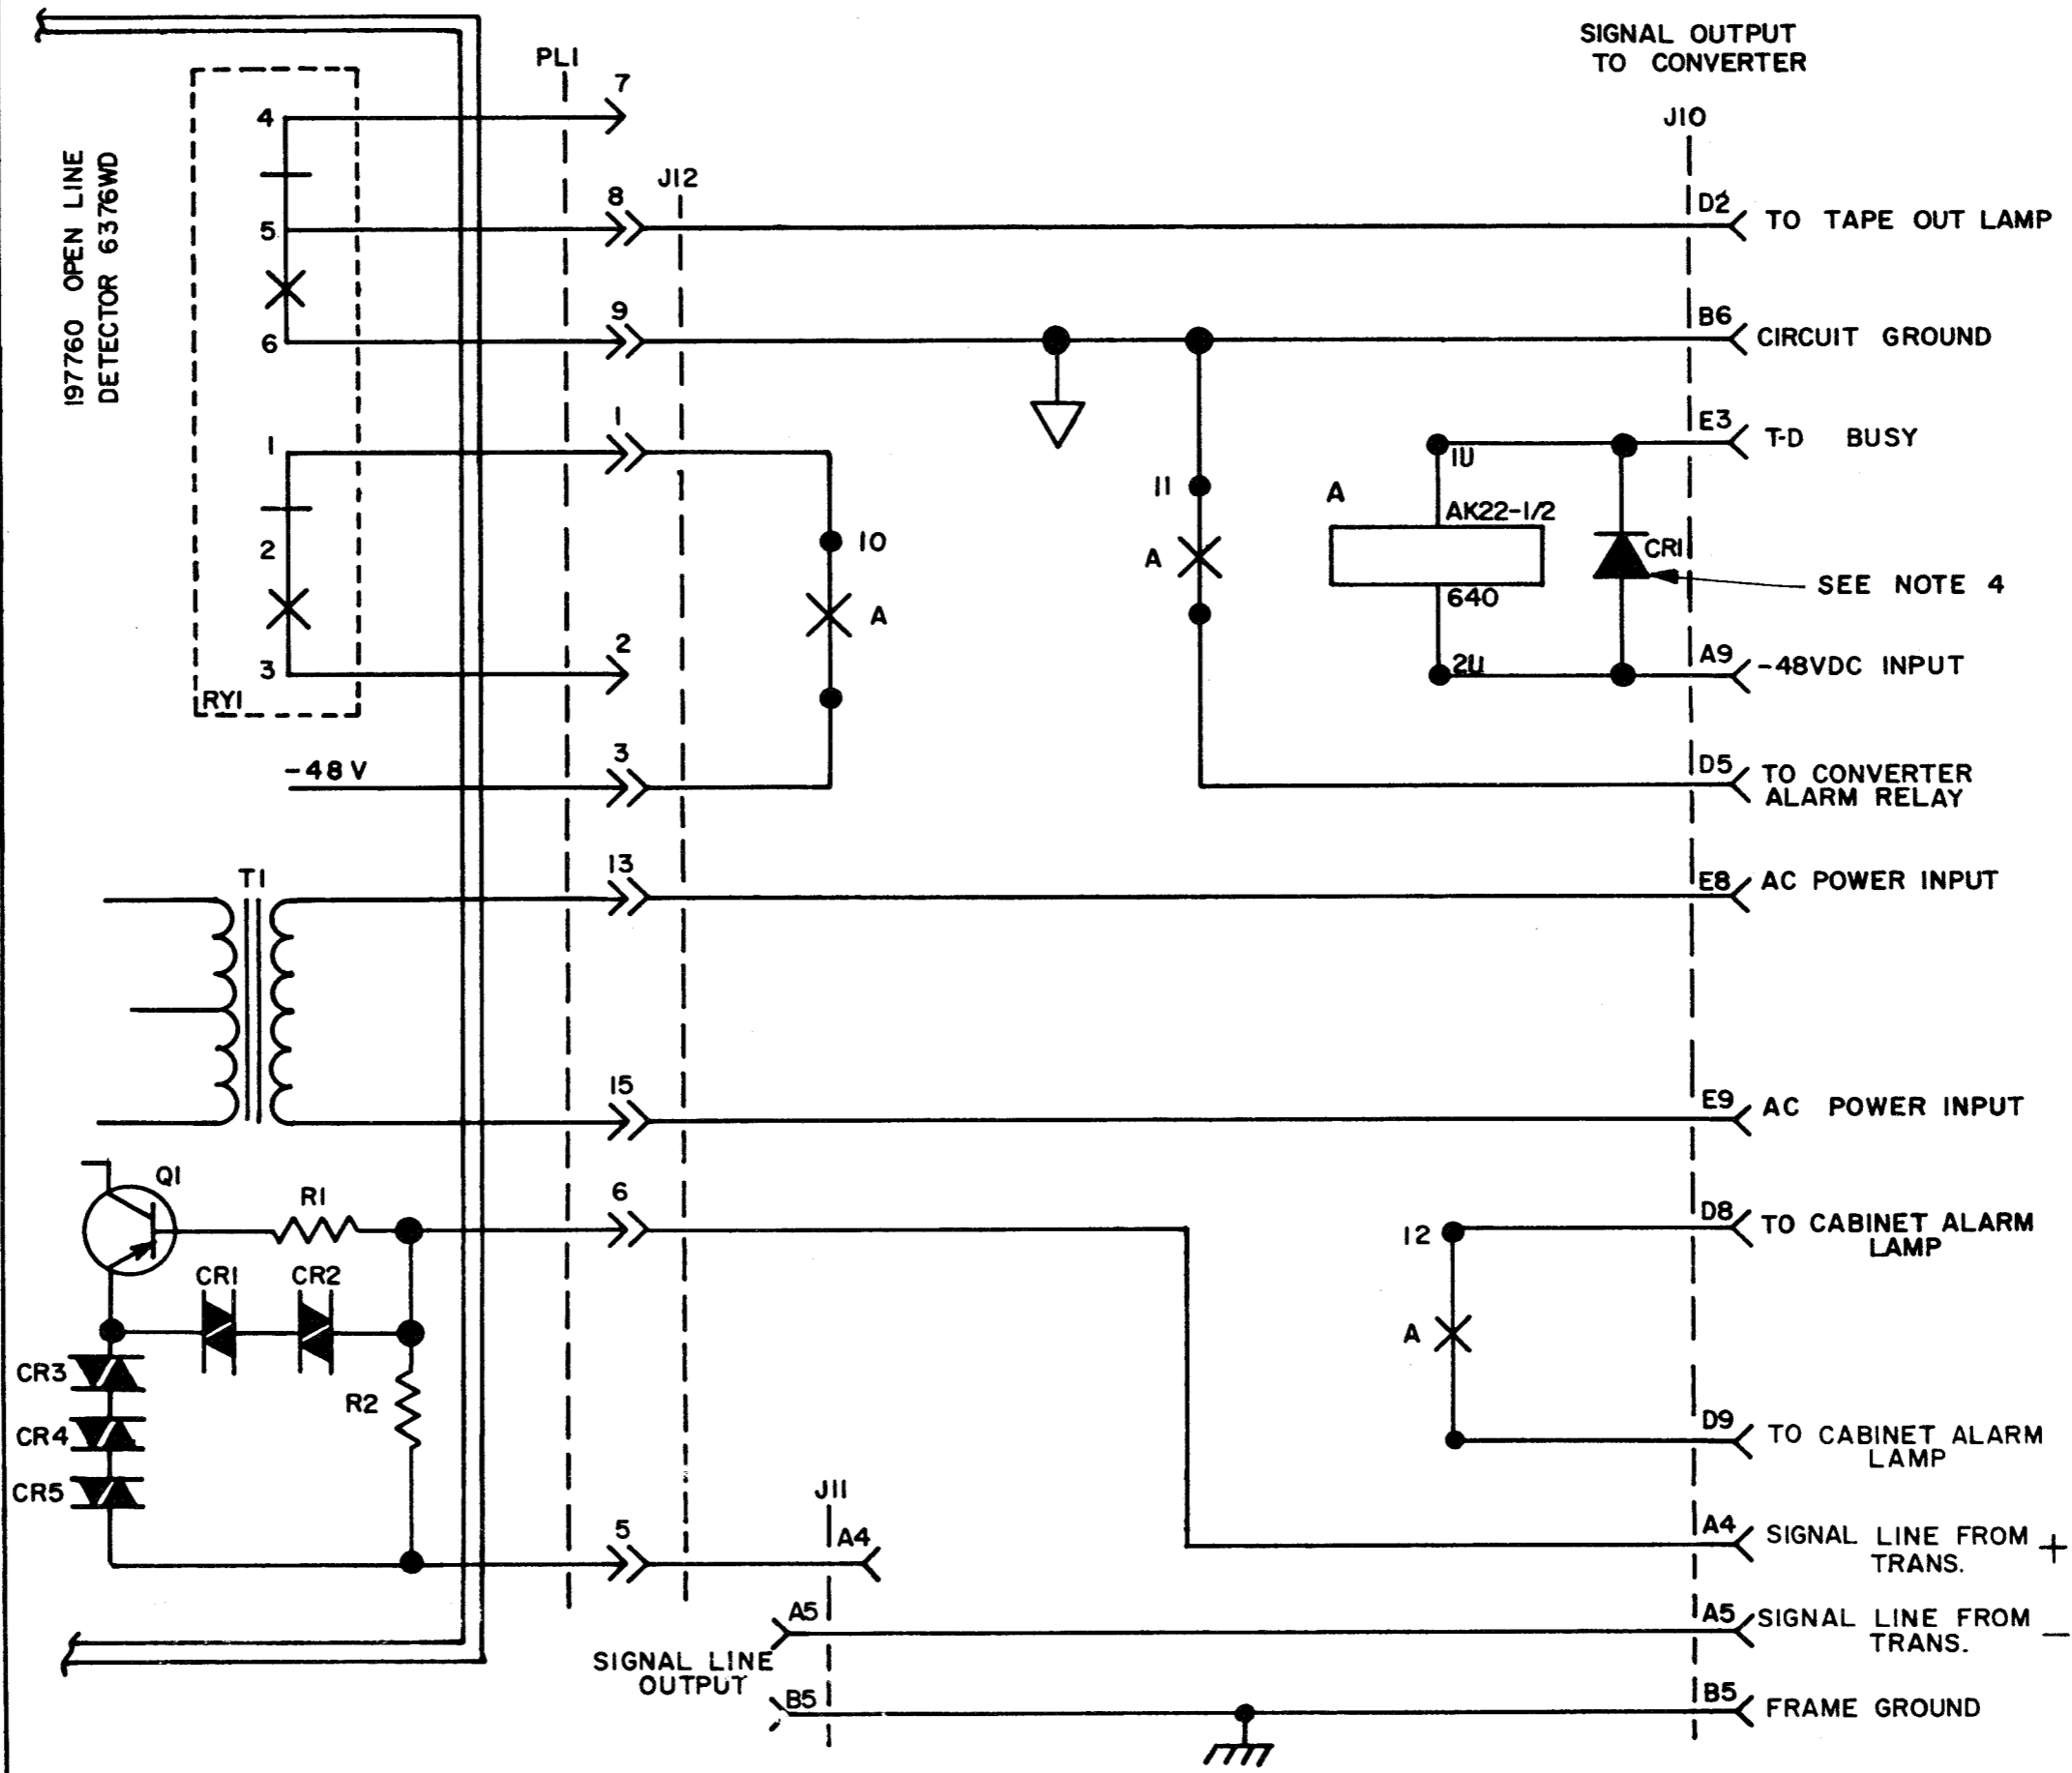 SIGNAL OUTPUT
TO CONVERTER
PL1
7
J10
4
197760 OPEN LINE
DETECTOR 6376WD
J12
8
D2
TO TAPE OUT LAMP
5
9
B6
CIRCUIT GROUND
6
1
1
E3
T-D BUSY
1U
11
A
AK22-1/2
10
2
A
CR1
SEE NOTE 4
640
A
2
A9
-48VDC INPUT
3
2U
RY1
-48V
3
D5
TO CONVERTER
ALARM RELAY
T1
13
E8
AC POWER INPUT
15
E9
AC POWER INPUT
Q1
R1
6
D8
TO CABINET ALARM
LAMP
12
CR1
CR2
A
CR3
R2
CR4
D9
TO CABINET ALARM
LAMP
CR5
J11
5
A4
A4
SIGNAL LINE FROM +
TRANS.
A5
A5
SIGNAL LINE FROM −
TRANS.
SIGNAL LINE
OUTPUT
B5
B5
FRAME GROUND